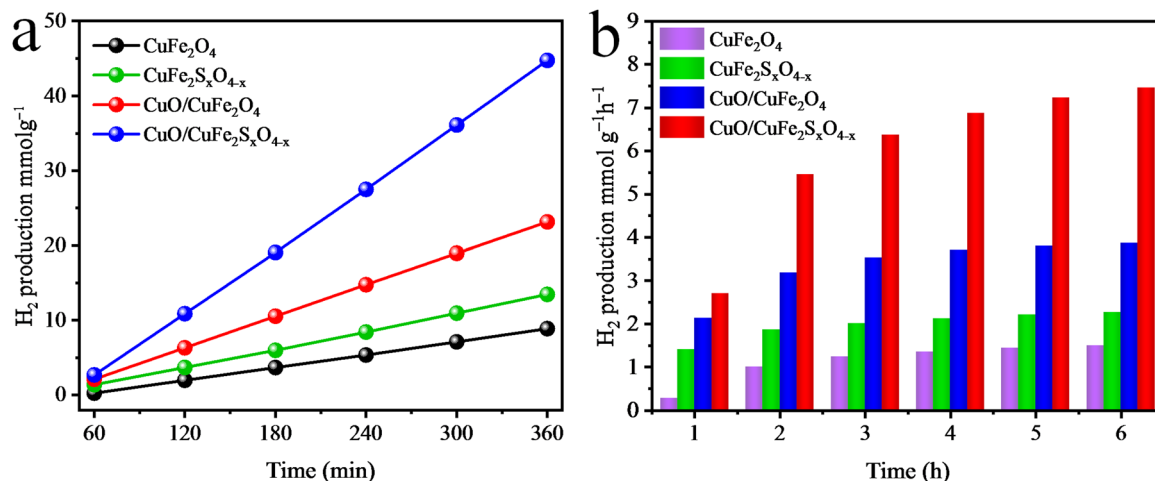 a
50
40
30
20
10
0
H₂ production mmolg⁻¹
CuFe₂O₄
CuFe₂SₓO₄₋ₓ
CuO/CuFe₂O₄
CuO/CuFe₂SₓO₄₋ₓ
60 120 180 240 300 360
Time (min)
b
9
8
7
6
5
4
3
2
1
0
H₂ production mmol g⁻¹h⁻¹
CuFe₂O₄
CuFe₂SₓO₄₋ₓ
CuO/CuFe₂O₄
CuO/CuFe₂SₓO₄₋ₓ
1 2 3 4 5 6
Time (h)